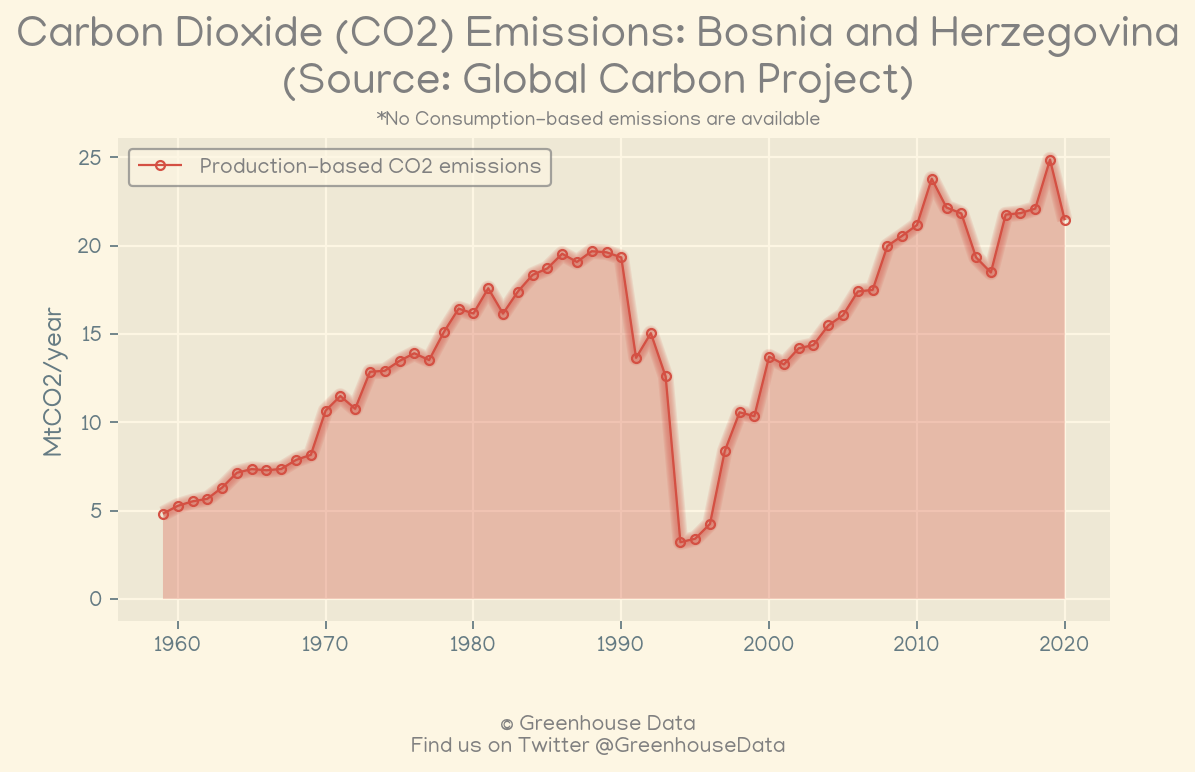 Carbon Dioxide (CO2) Emissions: Bosnia and Herzegovina
(Source: Global Carbon Project)
*No Consumption-based emissions are available
Production-based CO2 emissions
MtCO2/year
25
20
15
10
5
0
1960 1970 1980 1990 2000 2010 2020
© Greenhouse Data
Find us on Twitter @GreenhouseData